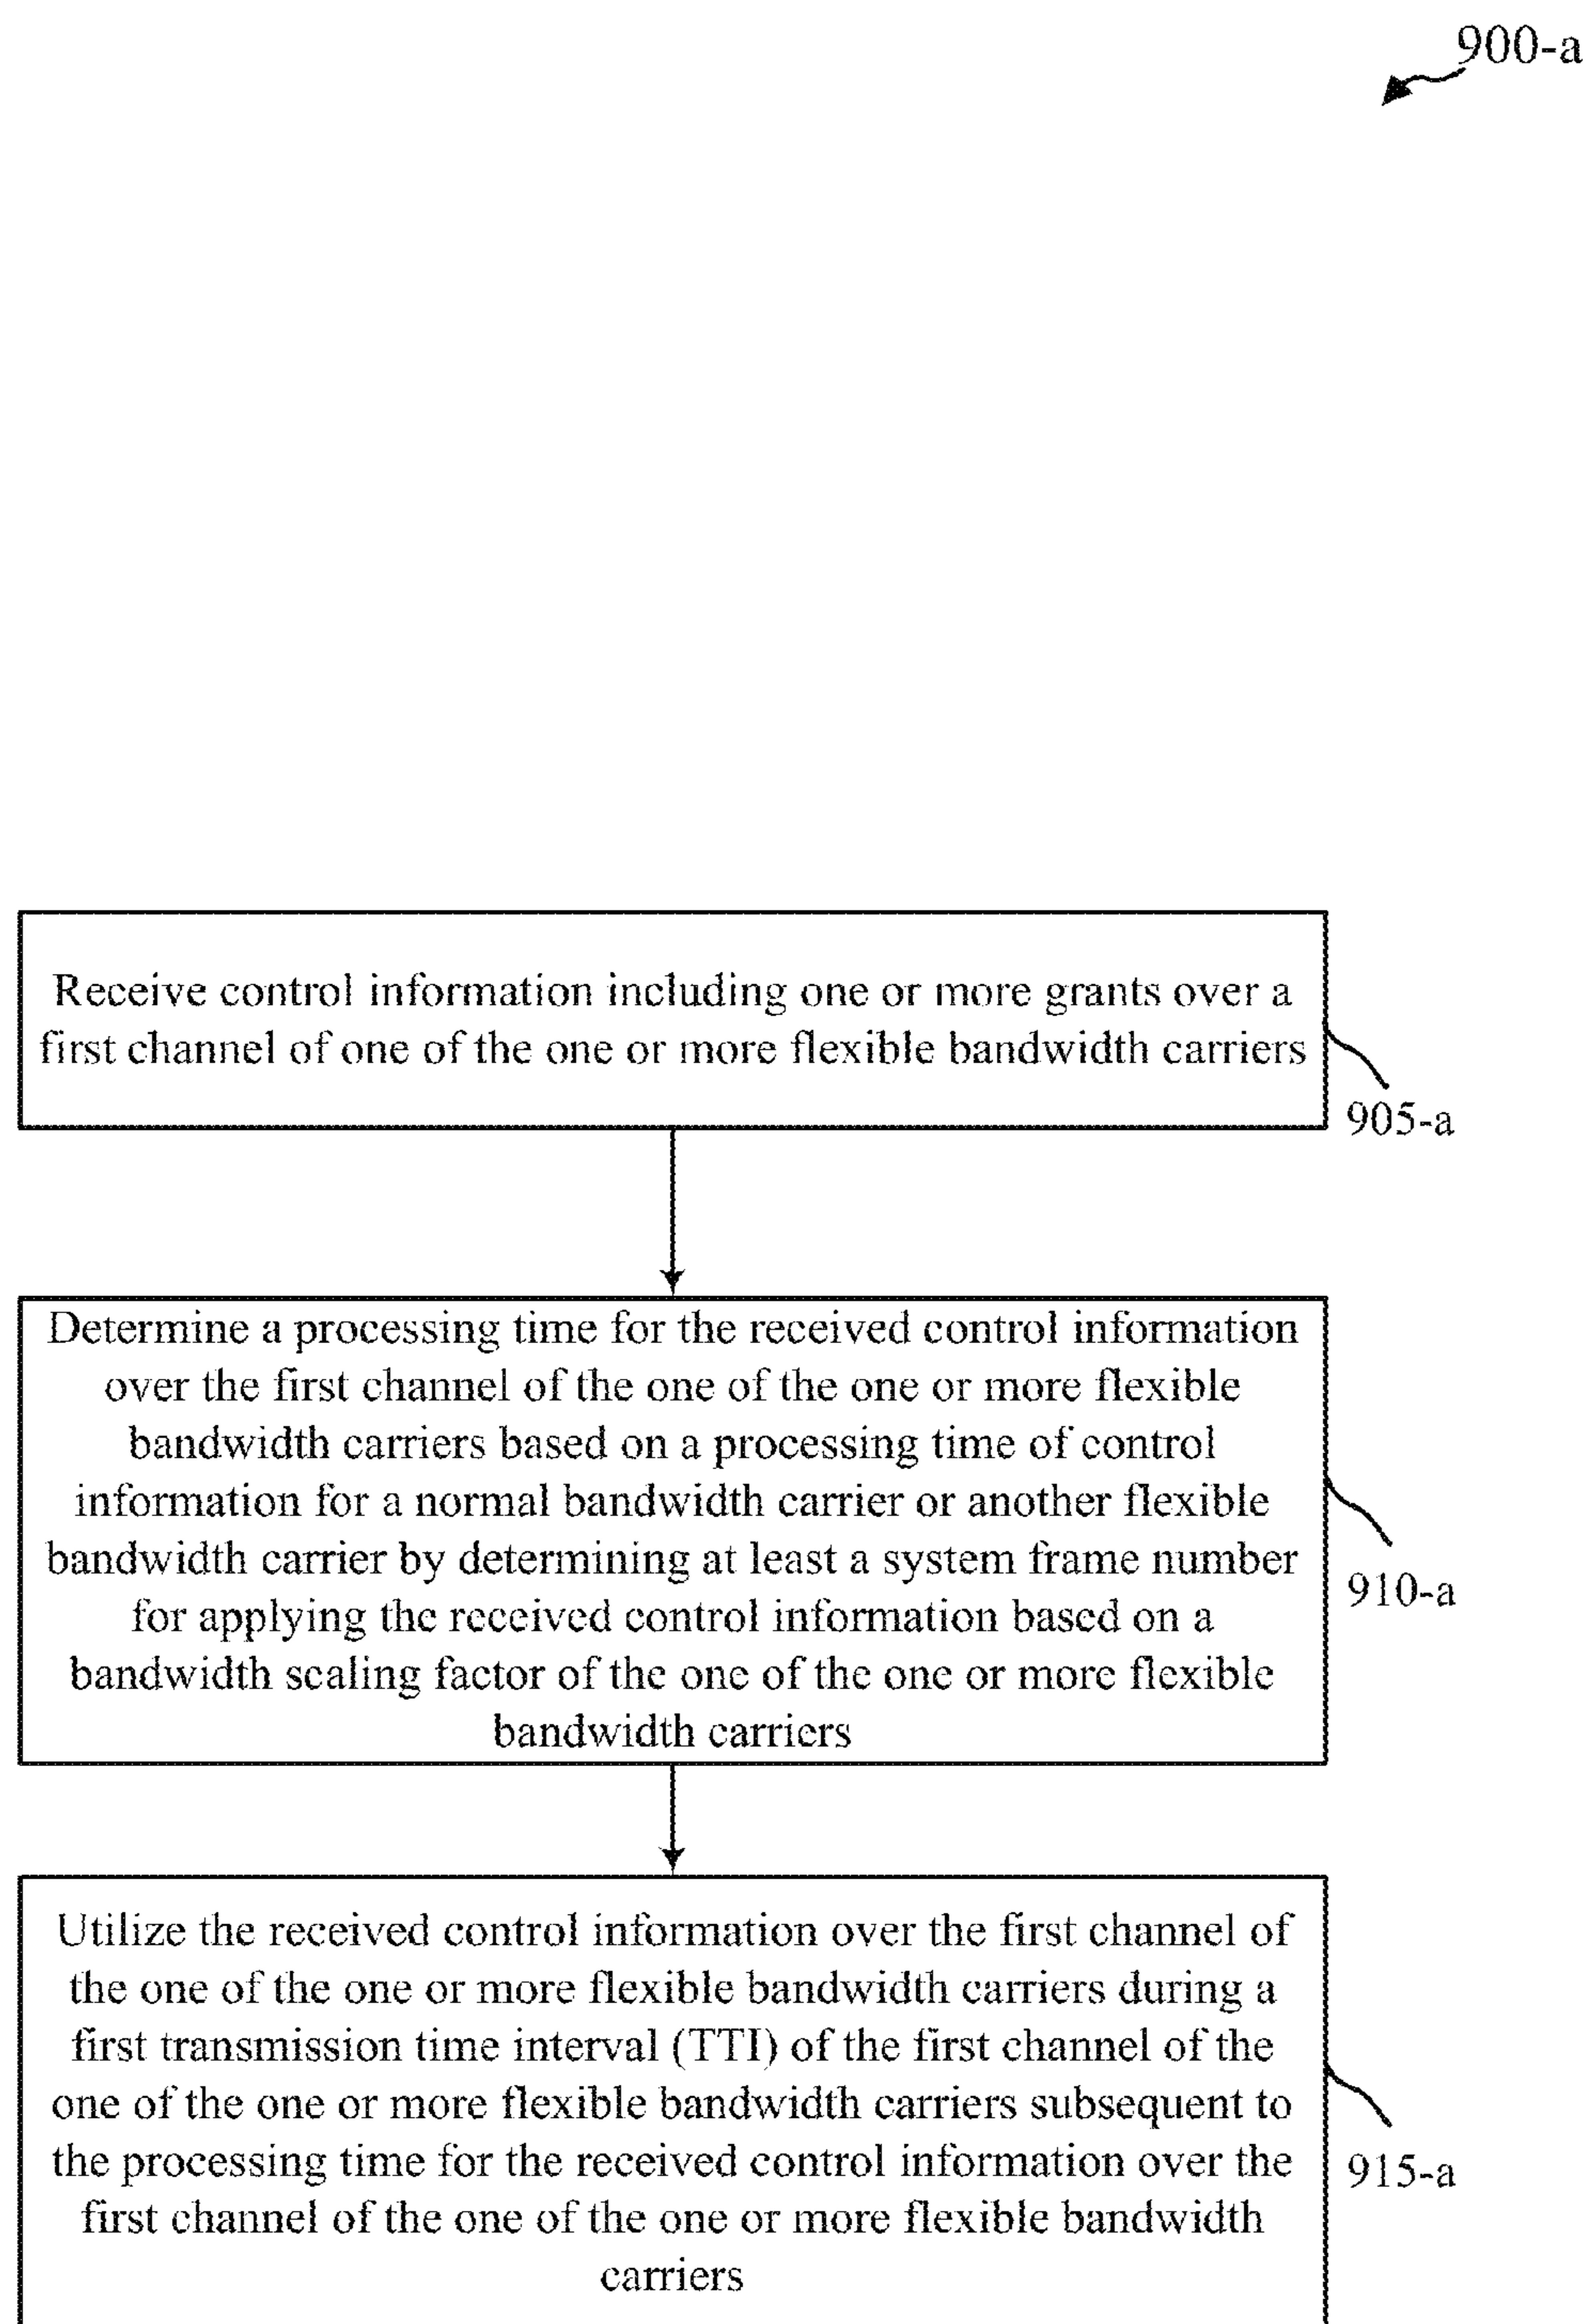 900-a
Receive control information including one or more grants over a
first channel of one of the one or more flexible bandwidth carriers
905-a
Determine a processing time for the received control information
over the first channel of the one of the one or more flexible
bandwidth carriers based on a processing time of control
information for a normal bandwidth carrier or another flexible
bandwidth carrier by determining at least a system frame number
for applying the received control information based on a
bandwidth scaling factor of the one of the one or more flexible
bandwidth carriers
910-a
Utilize the received control information over the first channel of
the one of the one or more flexible bandwidth carriers during a
first transmission time interval (TTI) of the first channel of the
one of the one or more flexible bandwidth carriers subsequent to
the processing time for the received control information over the
first channel of the one of the one or more flexible bandwidth
carriers
915-a